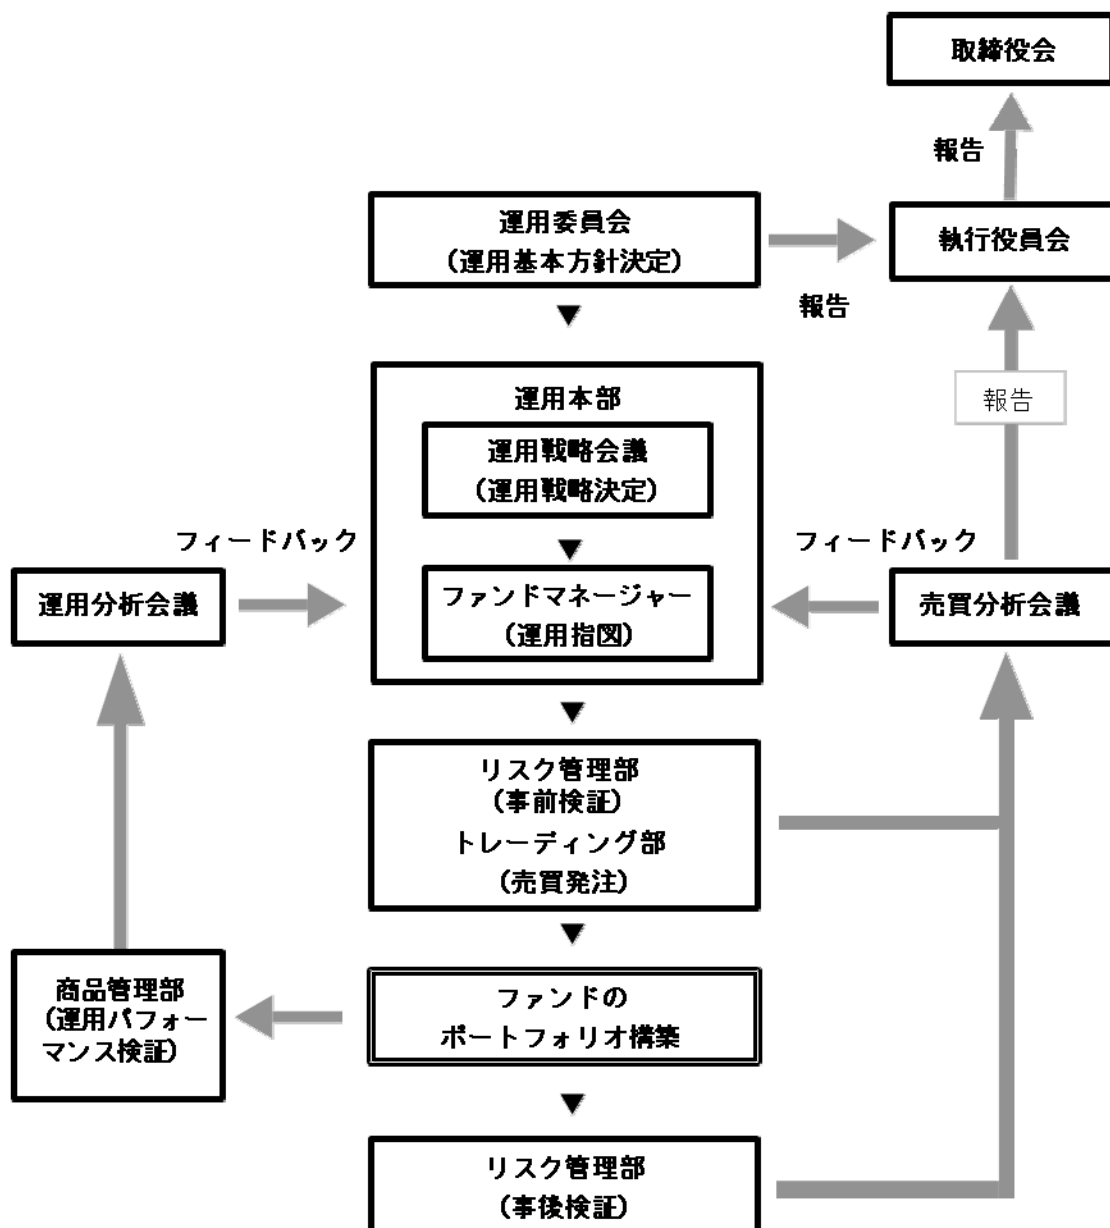 取締役会
報告
運用委員会
(運用基本方針決定)
執行役員会
報告
運用本部
報告
運用戦略会議
(運用戦略決定)
フィードバック
フィードバック
運用分析会議
ファンドマネージャー
(運用指図)
売買分析会議
リスク管理部
(事前検証)
トレーディング部
(売買発注)
商品管理部
(運用パフォー
マンス検証)
ファンドの
ポートフォリオ構築
リスク管理部
(事後検証)